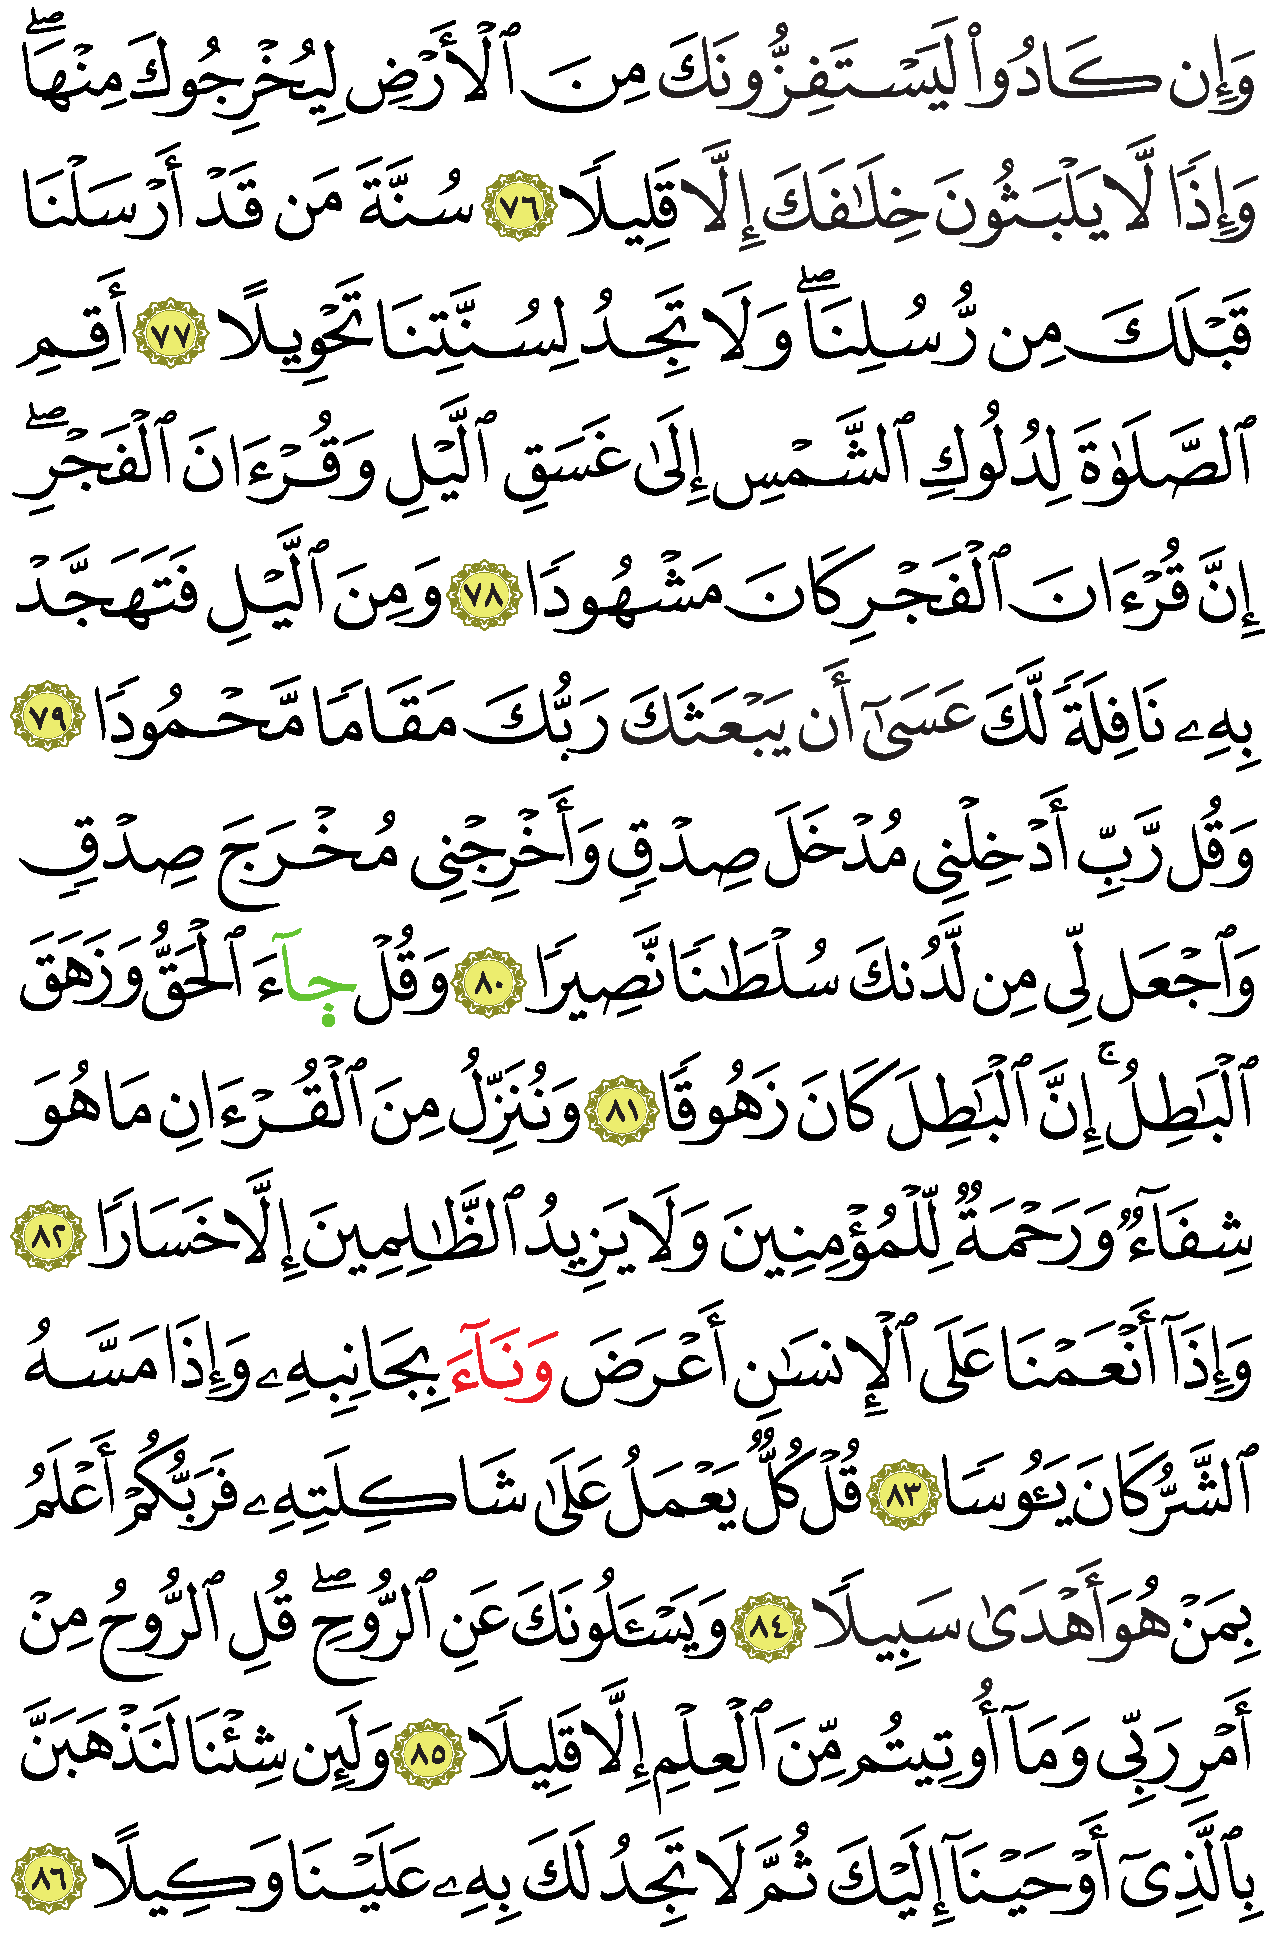 وَإِن كَادُوا۟ لَيَسْتَفِزُّونَكَ مِنَ ٱلْأَرْضِ لِيُخْرِجُوكَ مِنْهَا ۖ
وَإِذًا لَّا يَلْبَثُونَ خِلَـٰفَكَ إِلَّا قَلِيلًا ٧٦ سُنَّةَ مَن قَدْ أَرْسَلْنَا
قَبْلَكَ مِن رُّسُلِنَا ۖ وَلَا تَجِدُ لِسُنَّتِنَا تَحْوِيلًا ٧٧ أَقِمِ
ٱلصَّلَوٰةَ لِدُلُوكِ ٱلشَّمْسِ إِلَىٰ غَسَقِ ٱلَّيْلِ وَقُرْءَانَ ٱلْفَجْرِ ۖ
إِنَّ قُرْءَانَ ٱلْفَجْرِ كَانَ مَشْهُودًا ٧٨ وَمِنَ ٱلَّيْلِ فَتَهَجَّدْ
بِهِۦ نَافِلَةً لَّكَ عَسَىٰٓ أَن يَبْعَثَكَ رَبُّكَ مَقَامًا مَّحْمُودًا ٧٩
وَقُل رَّبِّ أَدْخِلْنِى مُدْخَلَ صِدْقٍ وَأَخْرِجْنِى مُخْرَجَ صِدْقٍ
وَٱجْعَل لِّى مِن لَّدُنكَ سُلْطَـٰنًا نَّصِيرًا ٨٠ وَقُلْ جَآءَ ٱلْحَقُّ وَزَهَقَ
ٱلْبَـٰطِلُ ۚ إِنَّ ٱلْبَـٰطِلَ كَانَ زَهُوقًا ٨١ وَنُنَزِّلُ مِنَ ٱلْقُرْءَانِ مَا هُوَ
شِفَآءٌ وَرَحْمَةٌ لِّلْمُؤْمِنِينَ وَلَا يَزِيدُ ٱلظَّـٰلِمِينَ إِلَّا خَسَارًا ٨٢
وَإِذَآ أَنْعَمْنَا عَلَى ٱلْإِنسَـٰنِ أَعْرَضَ وَنَآءَ بِجَانِبِهِۦ وَإِذَا مَسَّهُ
ٱلشَّرُّ كَانَ يَـُٔوسًا ٨٣ قُلْ كُلٌّ يَعْمَلُ عَلَىٰ شَاكِلَتِهِۦ فَرَبُّكُمْ أَعْلَمُ
بِمَنْ هُوَ أَهْدَىٰ سَبِيلًا ٨٤ وَيَسْـَٔلُونَكَ عَنِ ٱلرُّوحِ ۖ قُلِ ٱلرُّوحُ مِنْ
أَمْرِ رَبِّى وَمَآ أُوتِيتُم مِّنَ ٱلْعِلْمِ إِلَّا قَلِيلًا ٨٥ وَلَئِن شِئْنَا لَنَذْهَبَنَّ
بِٱلَّذِىٓ أَوْحَيْنَآ إِلَيْكَ ثُمَّ لَا تَجِدُ لَكَ بِهِۦ عَلَيْنَا وَكِيلًا ٨٦